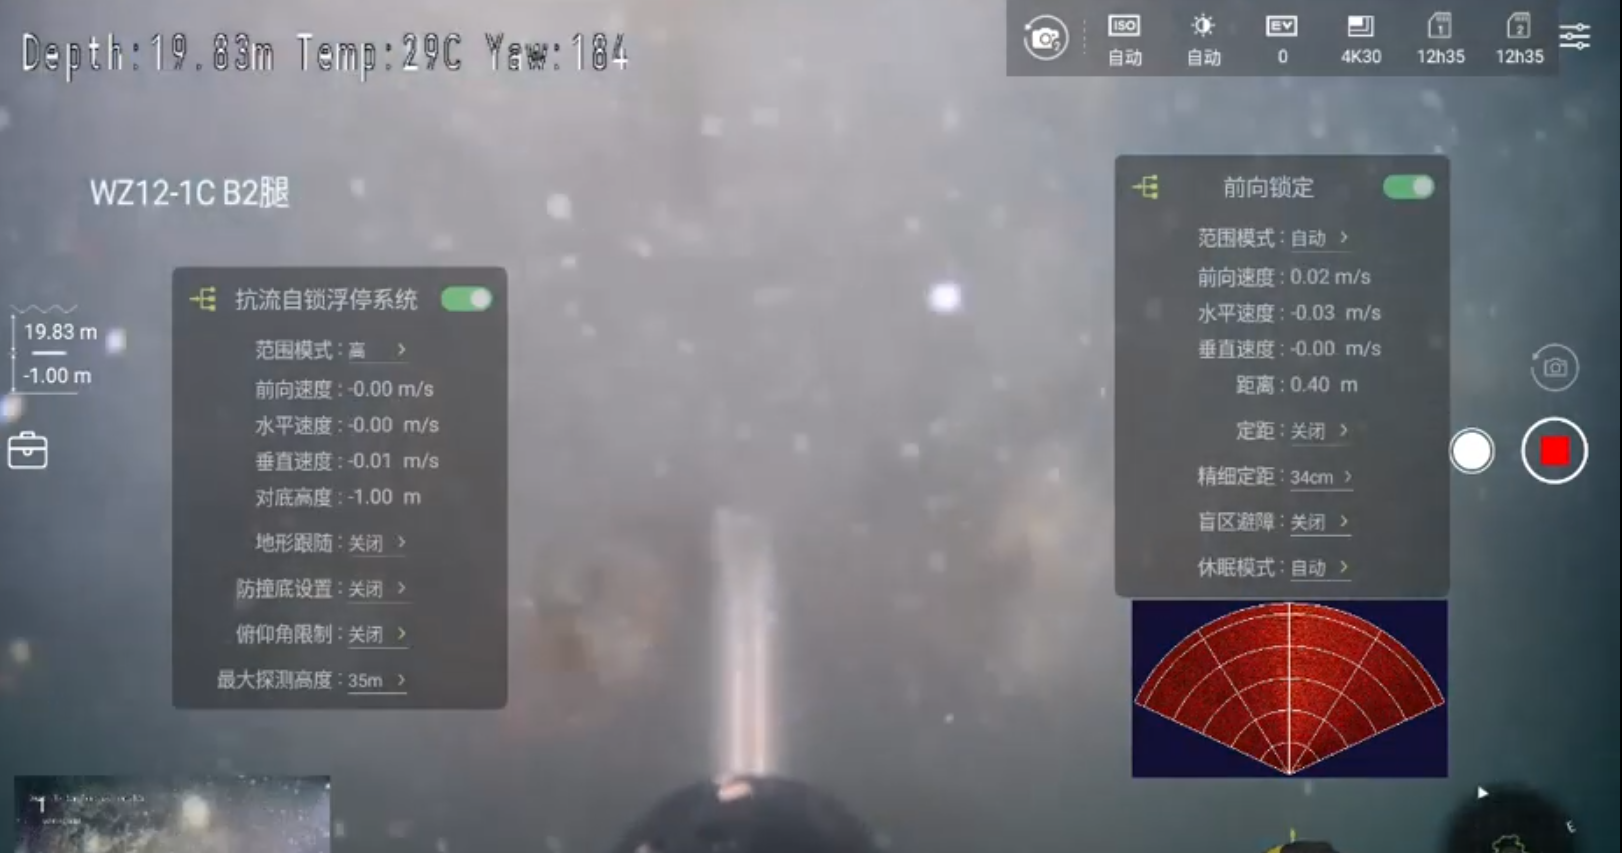 Depth:19.83m Temp:29C Yaw:184
ISO
自动
自动
EV
0
4K30
1
12h35
2
12h35
WZ12-1C B2腿
19.83 m
-1.00 m
抗流自锁浮停系统
范围模式：高 >
前向速度：-0.00 m/s
水平速度：-0.00 m/s
垂直速度：-0.01 m/s
对底高度：-1.00 m
地形跟随：关闭 >
防撞底设置：关闭 >
俯仰角限制：关闭 >
最大探测高度：35m >
前向锁定
范围模式：自动 >
前向速度：0.02 m/s
水平速度：-0.03 m/s
垂直速度：-0.00 m/s
距离：0.40 m
定距：关闭 >
精细定距：34cm >
盲区避障：关闭 >
休眠模式：自动 >
E